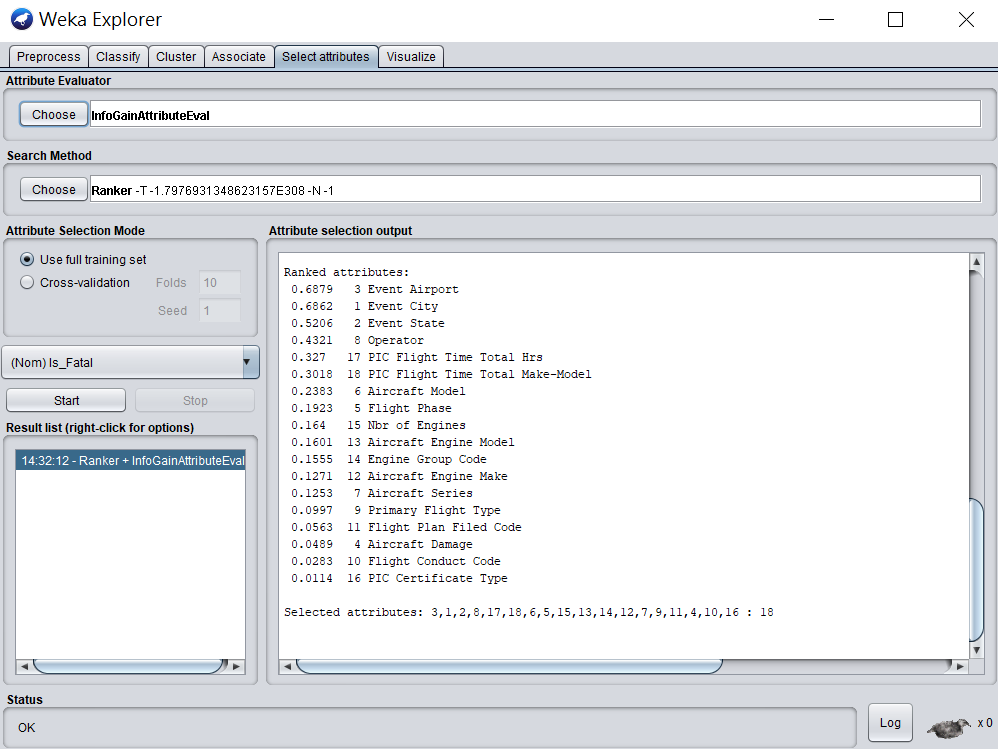 Weka Explorer
Preprocess Classify Cluster Associate Select attributes Visualize
Attribute Evaluator
Choose InfoGainAttributeEval
Search Method
Choose Ranker -T -1.7976931348623157E308 -N -1
Attribute Selection Mode
Use full training set
Cross-validation Folds 10
Seed 1
(Nom) Is_Fatal
Start Stop
Result list (right-click for options)
14:32:12 - Ranker + InfoGainAttributeEval
Attribute selection output
Ranked attributes:
0.6879 3 Event Airport
0.6862 1 Event City
0.5206 2 Event State
0.4321 8 Operator
0.327 17 PIC Flight Time Total Hrs
0.3018 18 PIC Flight Time Total Make-Model
0.2383 6 Aircraft Model
0.1923 5 Flight Phase
0.164 15 Nbr of Engines
0.1601 13 Aircraft Engine Model
0.1555 14 Engine Group Code
0.1271 12 Aircraft Engine Make
0.1253 7 Aircraft Series
0.0997 9 Primary Flight Type
0.0563 11 Flight Plan Filed Code
0.0489 4 Aircraft Damage
0.0283 10 Flight Conduct Code
0.0114 16 PIC Certificate Type
Selected attributes: 3,1,2,8,17,18,6,5,15,13,14,12,7,9,11,4,10,16 : 18
Status
OK
Log x 0